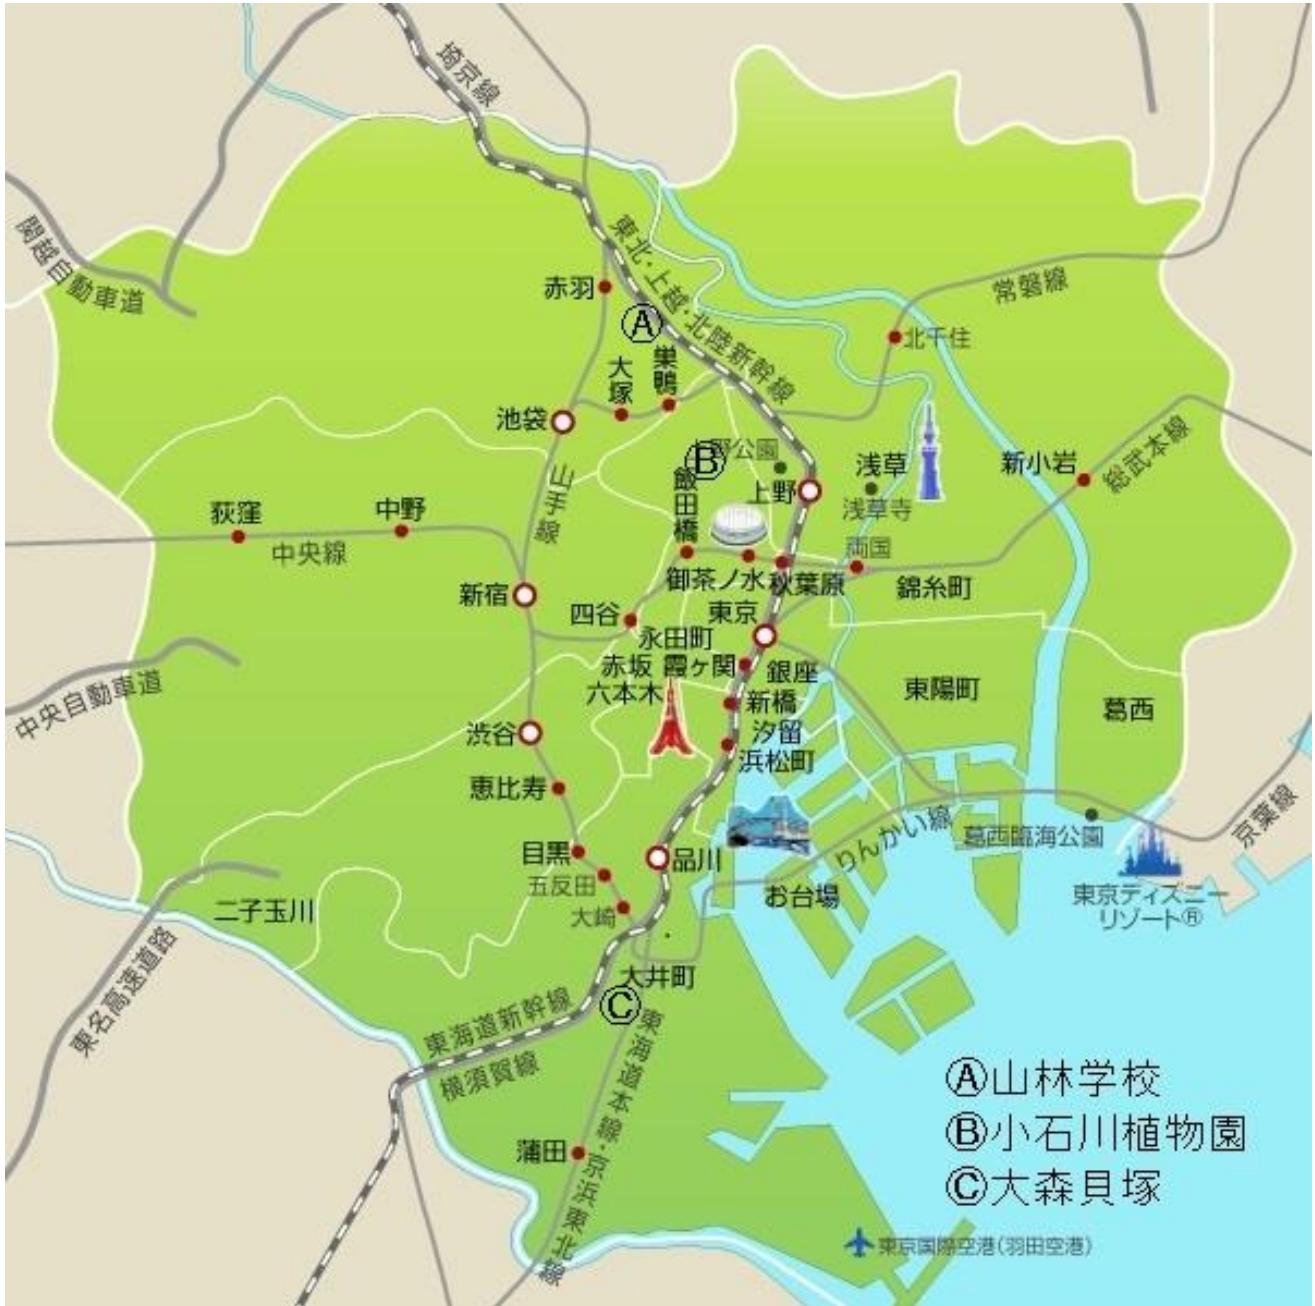 埼京線
関越自動車道
東北・上越・北陸新幹線
赤羽
Ⓐ
常磐線
北千住
大塚
巣鴨
池袋
山手線
Ⓑ
野公園
上野
浅草
浅草寺
新小岩
総武本線
荻窪
中野
中央線
飯田橋
御茶ノ水
秋葉原
両国
錦糸町
新宿
四谷
東京
永田町
赤坂
霞ヶ関
銀座
六本木
新橋
汐留
浜松町
東陽町
葛西
中央自動車道
渋谷
恵比寿
目黒
五反田
大崎
品川
りんかい線
お台場
葛西臨海公園
京葉線
東京ディズニー
リゾート®
二子玉川
東名高速道路
大井町
Ⓒ
東海道新幹線
横須賀線
東海道本線・京浜東北線
蒲田
Ⓐ山林学校
Ⓑ小石川植物園
Ⓒ大森貝塚
東京国際空港(羽田空港)